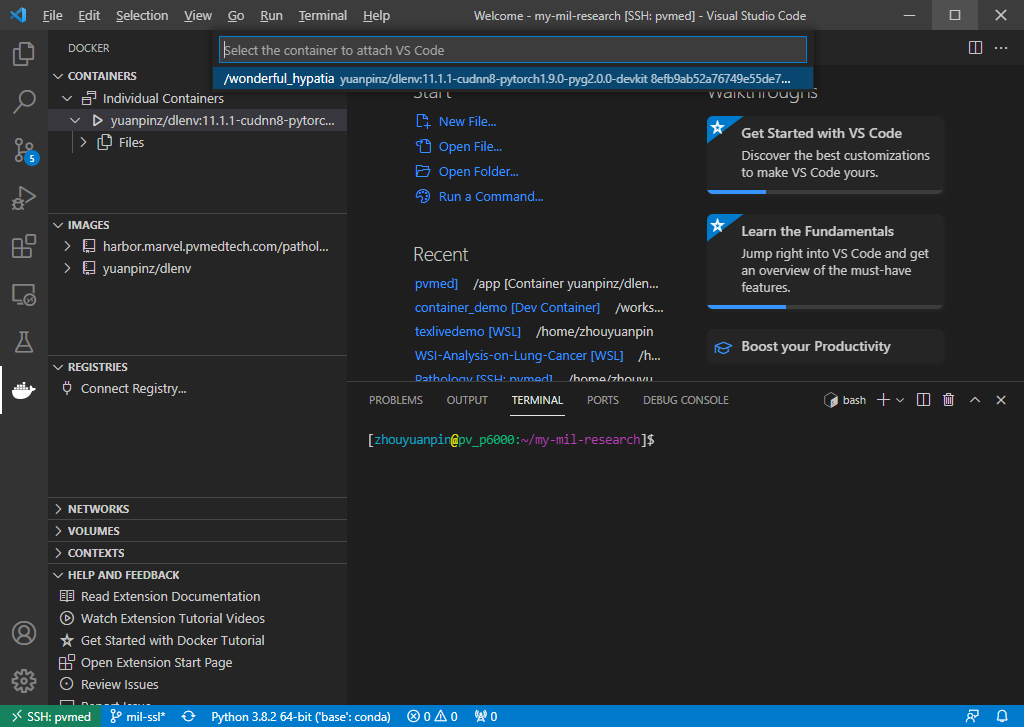 File Edit Selection View Go Run Terminal Help Welcome - my-mil-research [SSH: pvmed] - Visual Studio Code
Select the container to attach VS Code
/wonderful_hypatia yuanpinz/dlenv:11.1.1-cudnn8-pytorch1.9.0-pyg2.0.0-devkit 8efb9ab52a76749e55de7...
DOCKER
CONTAINERS
Individual Containers
yuanpinz/dlenv:11.1.1-cudnn8-pytorc...
Files
5
IMAGES
harbor.marvel.pvmedtech.com/pathol...
yuanpinz/dlenv
REGISTRIES
Connect Registry...
NETWORKS
VOLUMES
CONTEXTS
HELP AND FEEDBACK
Read Extension Documentation
Watch Extension Tutorial Videos
Get Started with Docker Tutorial
Open Extension Start Page
Review Issues
Report Issue
Start
New File...
Open File...
Open Folder...
Run a Command...
Recent
pvmed] /app [Container yuanpinz/dlen...
container_demo [Dev Container] /works...
texlivedemo [WSL] /home/zhouyuanpin
WSI-Analysis-on-Lung-Cancer [WSL] /h...
Pathology [SSH: pvmed] /home/zhouyu...
Walkthroughs
Get Started with VS Code
Discover the best customizations
to make VS Code yours.
Learn the Fundamentals
Jump right into VS Code and get
an overview of the must-have
features.
Boost your Productivity
PROBLEMS OUTPUT TERMINAL PORTS DEBUG CONSOLE bash
[zhouyuanpin@pv_p6000:~/my-mil-research]$
SSH: pvmed mil-ssl* Python 3.8.2 64-bit ('base': conda) 0 0 0